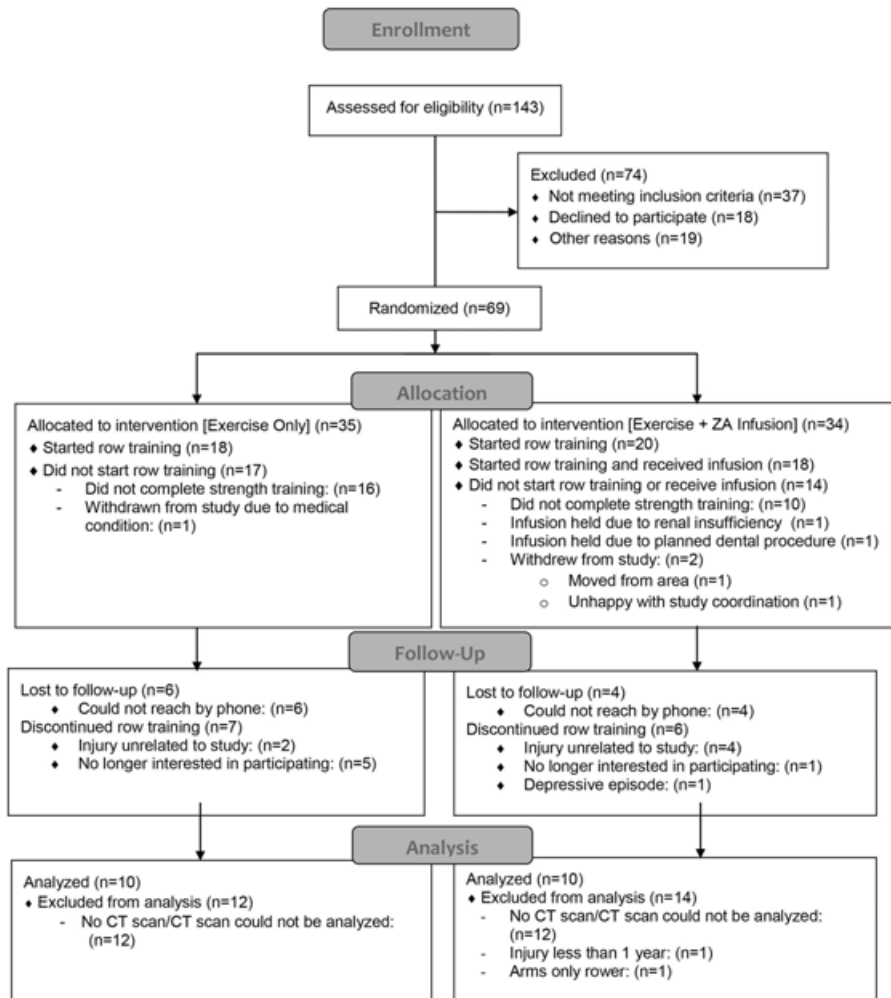 Enrollment
Assessed for eligibility (n=143)
Excluded (n=74)
♦ Not meeting inclusion criteria (n=37)
♦ Declined to participate (n=18)
♦ Other reasons (n=19)
Randomized (n=69)
Allocation
Allocated to intervention [Exercise Only] (n=35)
♦ Started row training (n=18)
♦ Did not start row training (n=17)
- Did not complete strength training: (n=16)
- Withdrawn from study due to medical
condition: (n=1)
Allocated to intervention [Exercise + ZA Infusion] (n=34)
♦ Started row training (n=20)
♦ Started row training and received infusion (n=18)
♦ Did not start row training or receive infusion (n=14)
- Did not complete strength training: (n=10)
- Infusion held due to renal insufficiency (n=1)
- Infusion held due to planned dental procedure (n=1)
- Withdrew from study: (n=2)
o Moved from area (n=1)
o Unhappy with study coordination (n=1)
Follow-Up
Lost to follow-up (n=6)
♦ Could not reach by phone: (n=6)
Discontinued row training (n=7)
♦ Injury unrelated to study: (n=2)
♦ No longer interested in participating: (n=5)
Lost to follow-up (n=4)
♦ Could not reach by phone: (n=4)
Discontinued row training (n=6)
♦ Injury unrelated to study: (n=4)
♦ No longer interested in participating: (n=1)
♦ Depressive episode: (n=1)
Analysis
Analyzed (n=10)
♦ Excluded from analysis (n=12)
- No CT scan/CT scan could not be analyzed:
(n=12)
Analyzed (n=10)
♦ Excluded from analysis (n=14)
- No CT scan/CT scan could not be analyzed:
(n=12)
- Injury less than 1 year: (n=1)
- Arms only rower: (n=1)